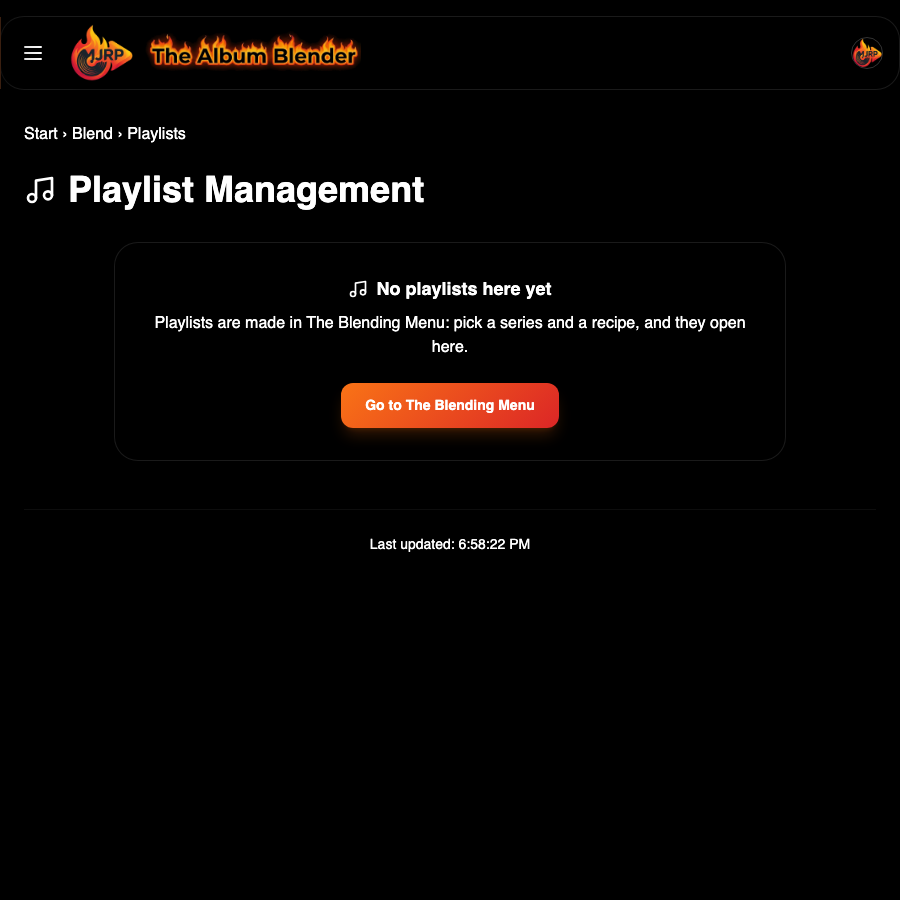 JRP
The Album Blender
JRP
Start › Blend › Playlists
Playlist Management
No playlists here yet
Playlists are made in The Blending Menu: pick a series and a recipe, and they open
here.
Go to The Blending Menu
Last updated: 6:58:22 PM